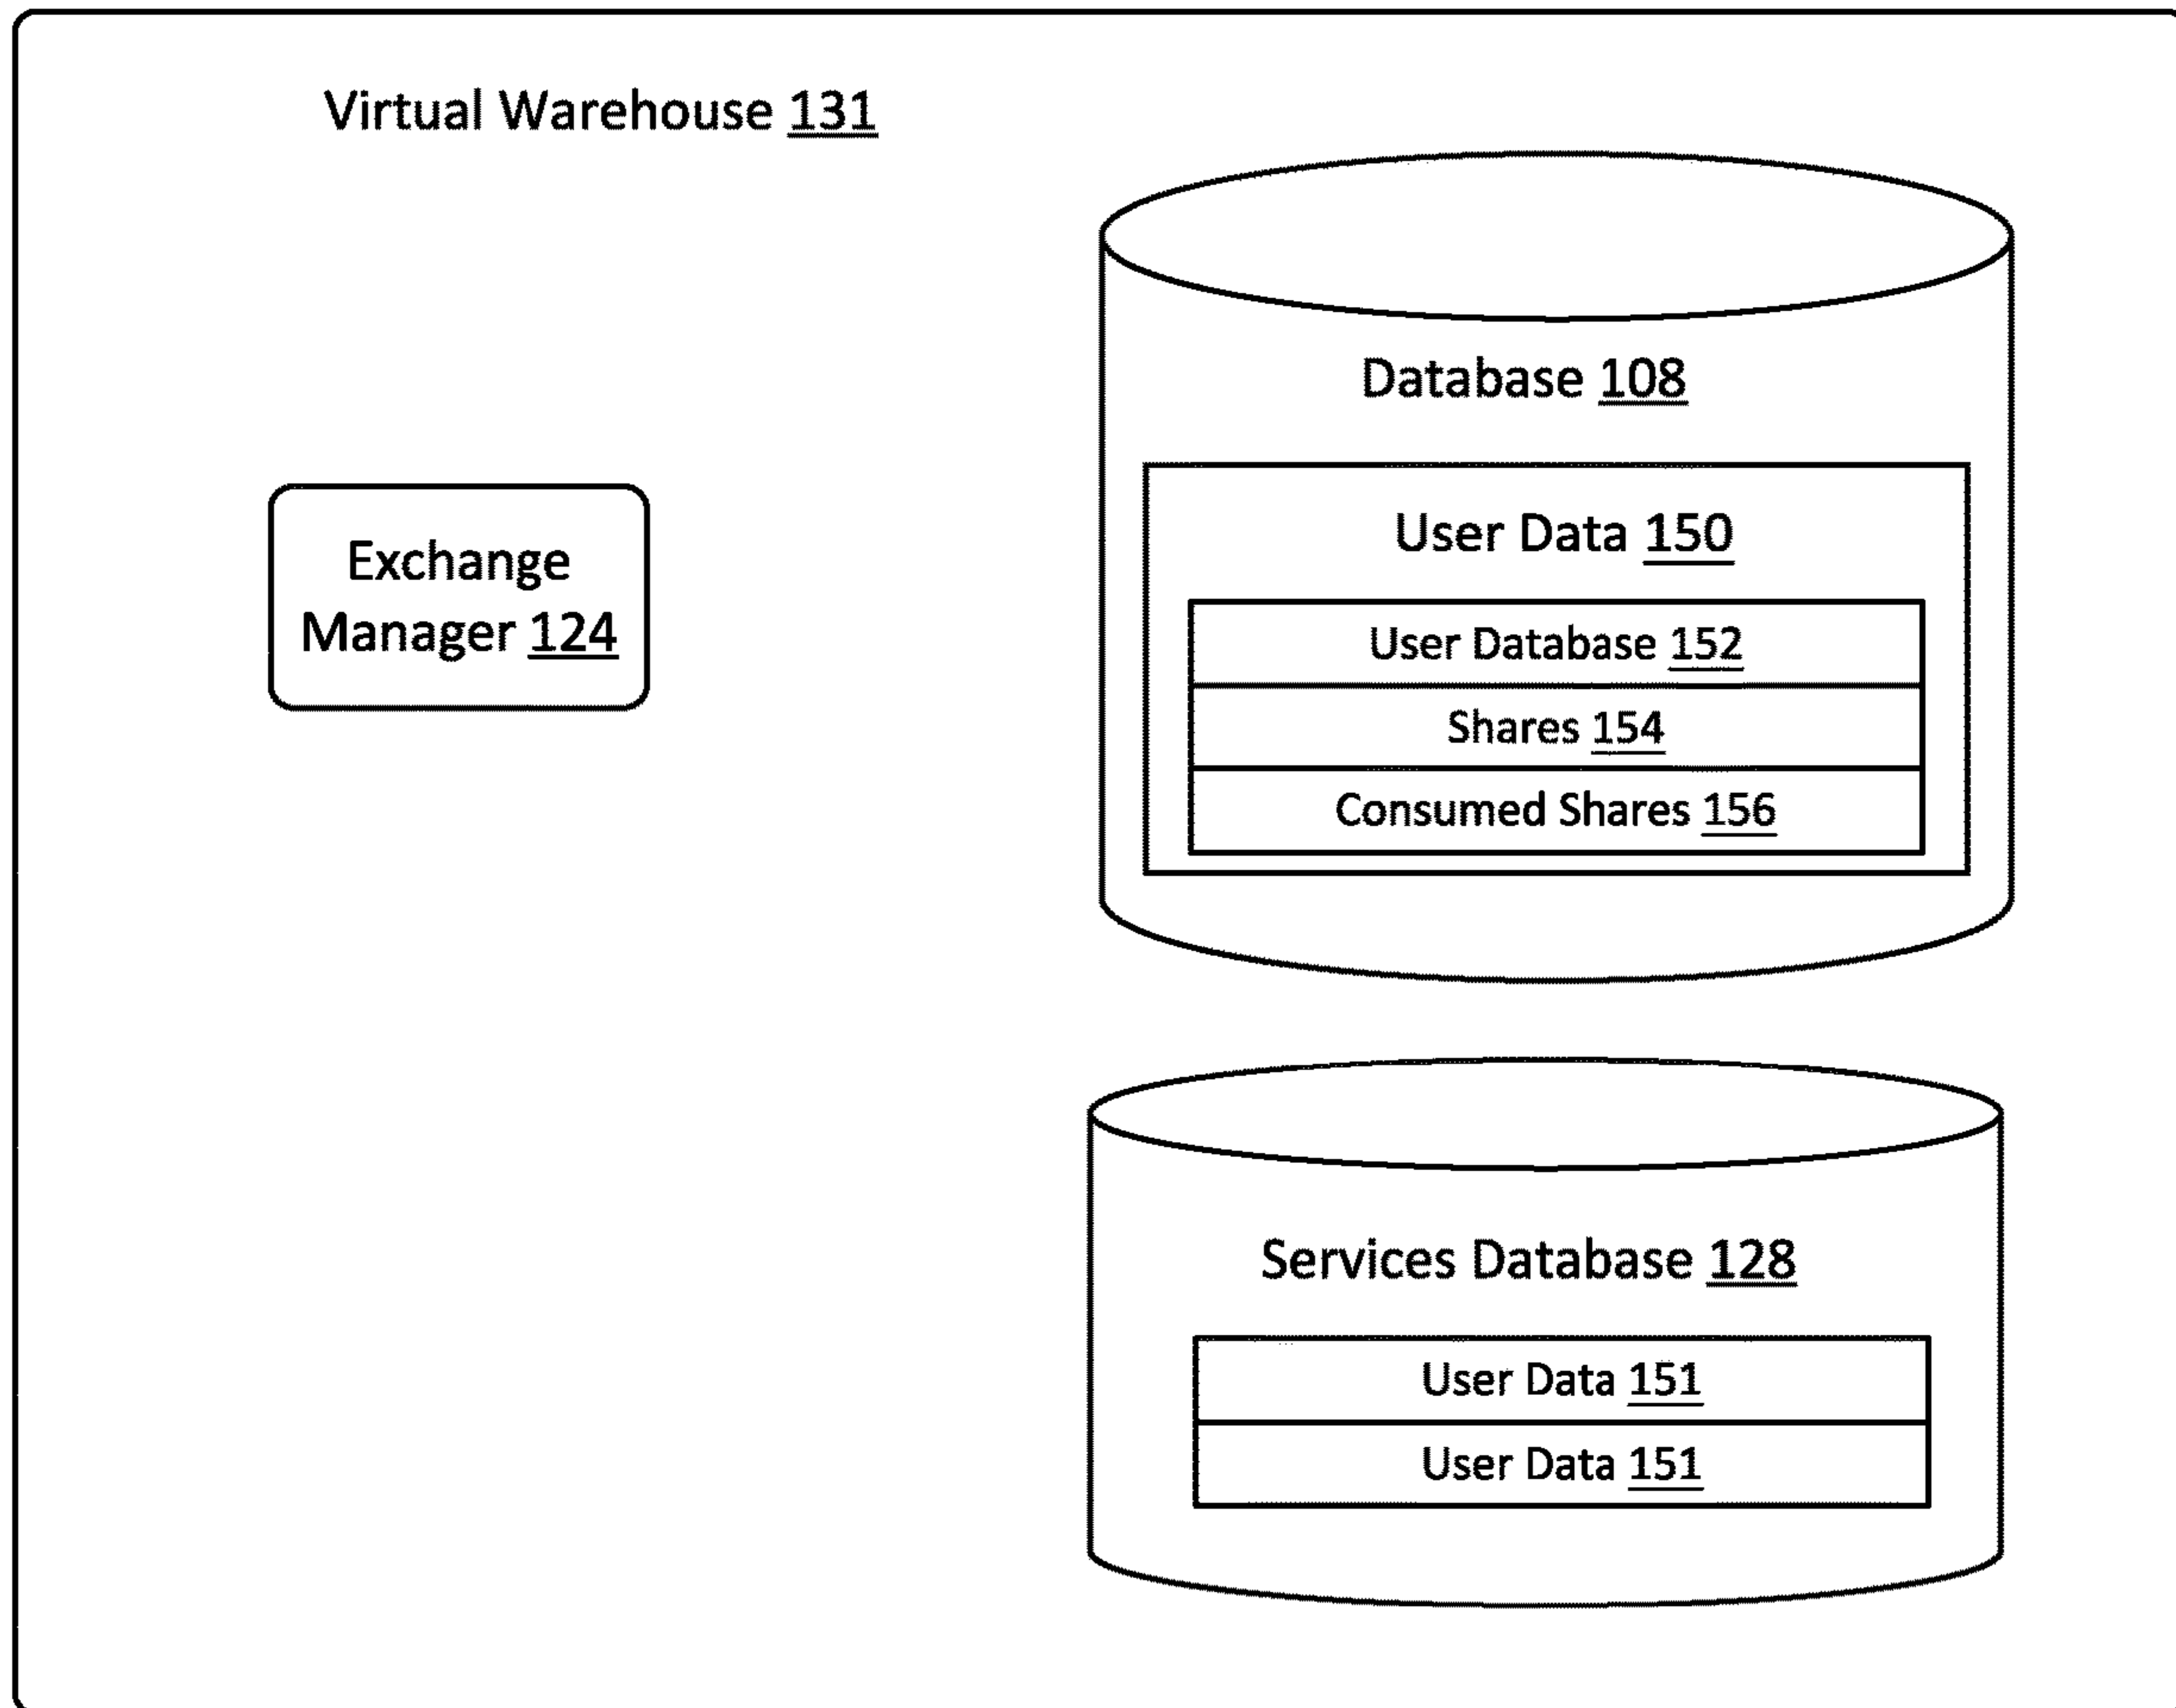 Virtual Warehouse 131
Exchange
Manager 124
Database 108
User Data 150
User Database 152
Shares 154
Consumed Shares 156
Services Database 128
User Data 151
User Data 151